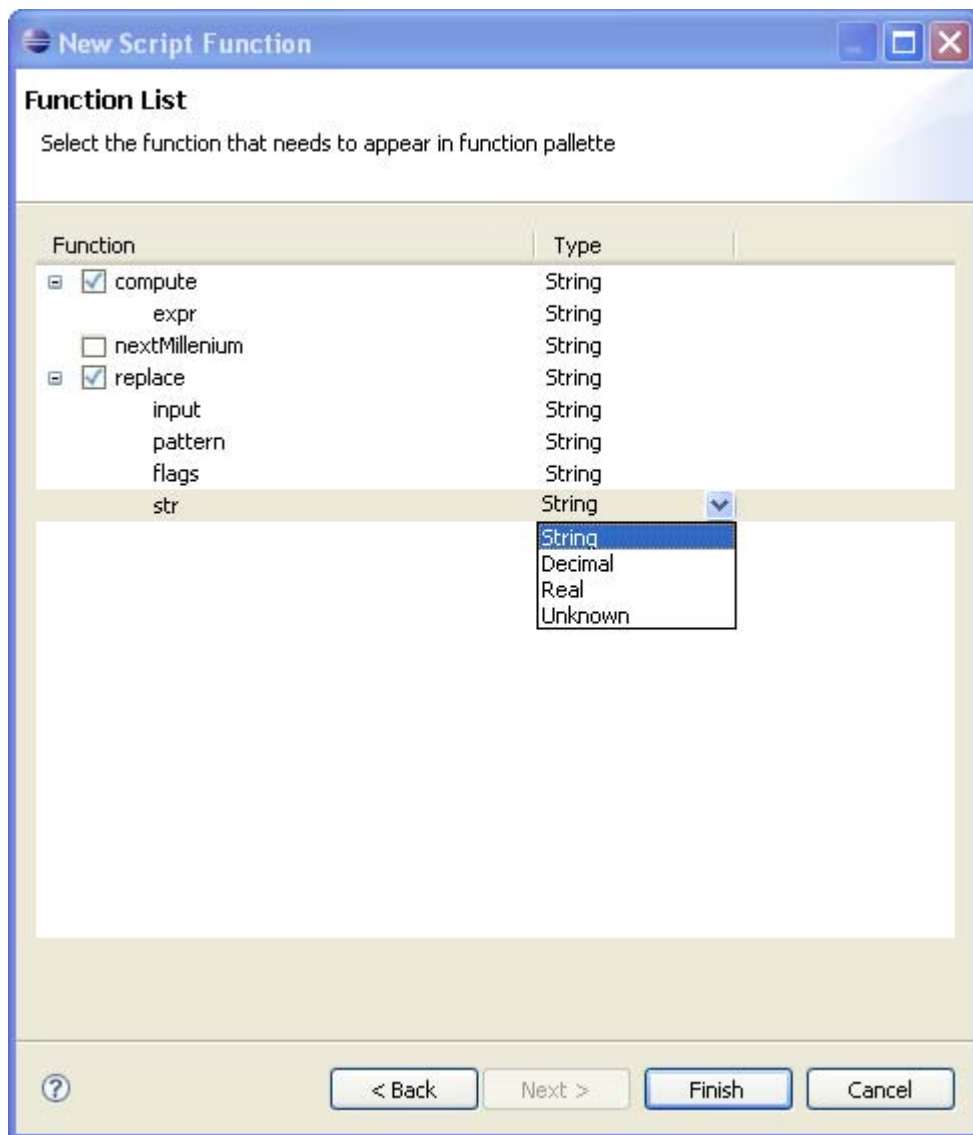 New Script Function
Function List
Select the function that needs to appear in function pallette
Function Type
compute String
expr String
nextMillenium String
replace String
input String
pattern String
flags String
str String
String
Decimal
Real
Unknown
? < Back Next > Finish Cancel